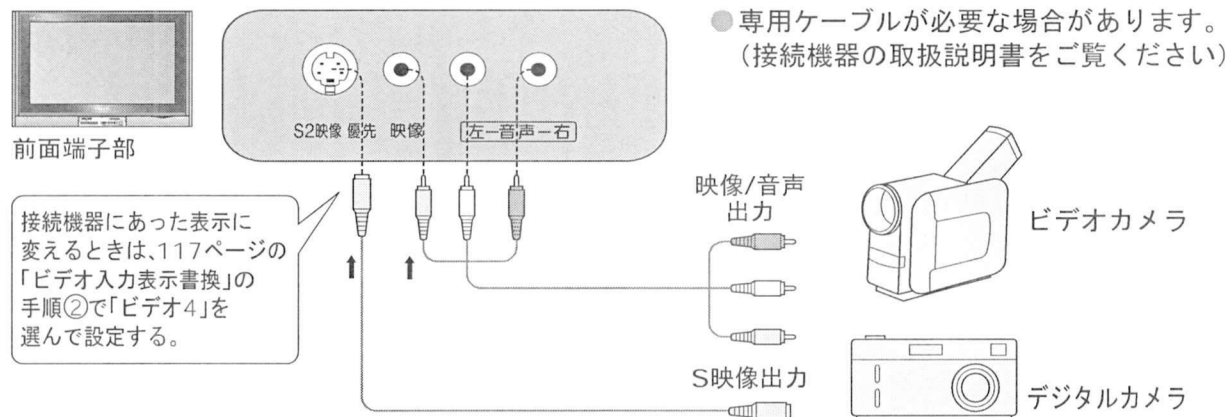 ●専用ケーブルが必要な場合があります。
(接続機器の取扱説明書をご覧ください)
S2映像 優先 映像 左ー音声ー右
前面端子部
接続機器にあった表示に
変えるときは、117ページの
「ビデオ入力表示書換」の
手順②で「ビデオ4」を
選んで設定する。
映像/音声
出力
ビデオカメラ
S映像出力
デジタルカメラ